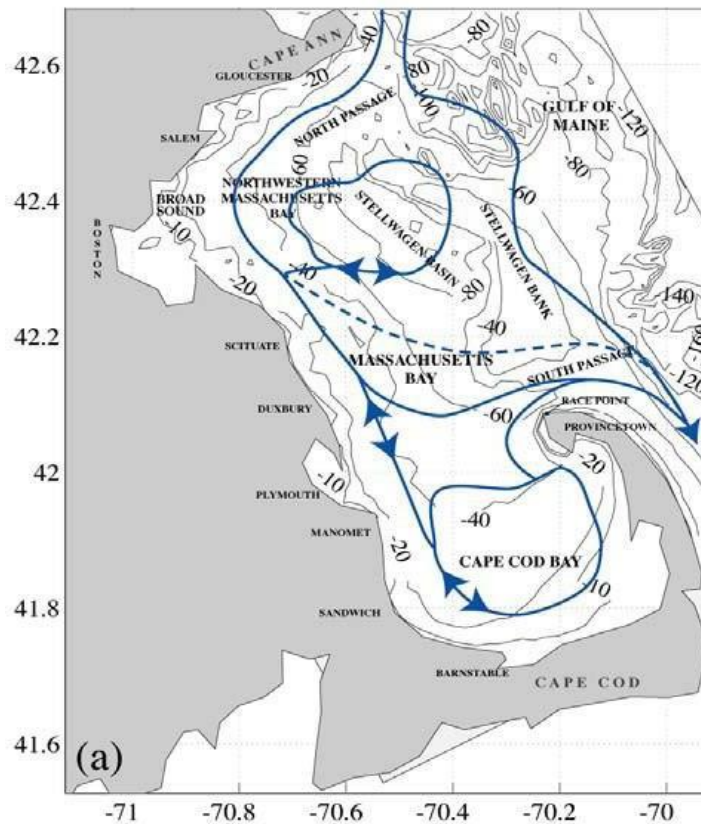 42.6
42.4
42.2
42
41.8
41.6
CAPE ANN
GLOUCESTER
-40
-80
-20
-80
-100
NORTH PASSAGE
GULF OF
MAINE
-120
SALEM
-60
-80
NORTHWESTERN
MASSACHUSETTS
BAY
-60
BROAD
SOUND
-10
BOSTON
STELLWAGEN BASIN
STELLWAGEN BANK
-40
-20
-80
-140
-40
-160
SCITUATE
MASSACHUSETTS
BAY
SOUTH PASSAGE
-120
DUXBURY
-60
RACE POINT
PROVINCETOWN
-20
-10
PLYMOUTH
-40
MANOMET
-20
CAPE COD BAY
-10
SANDWICH
BARNSTABLE
CAPE COD
(a)
-71
-70.8
-70.6
-70.4
-70.2
-70